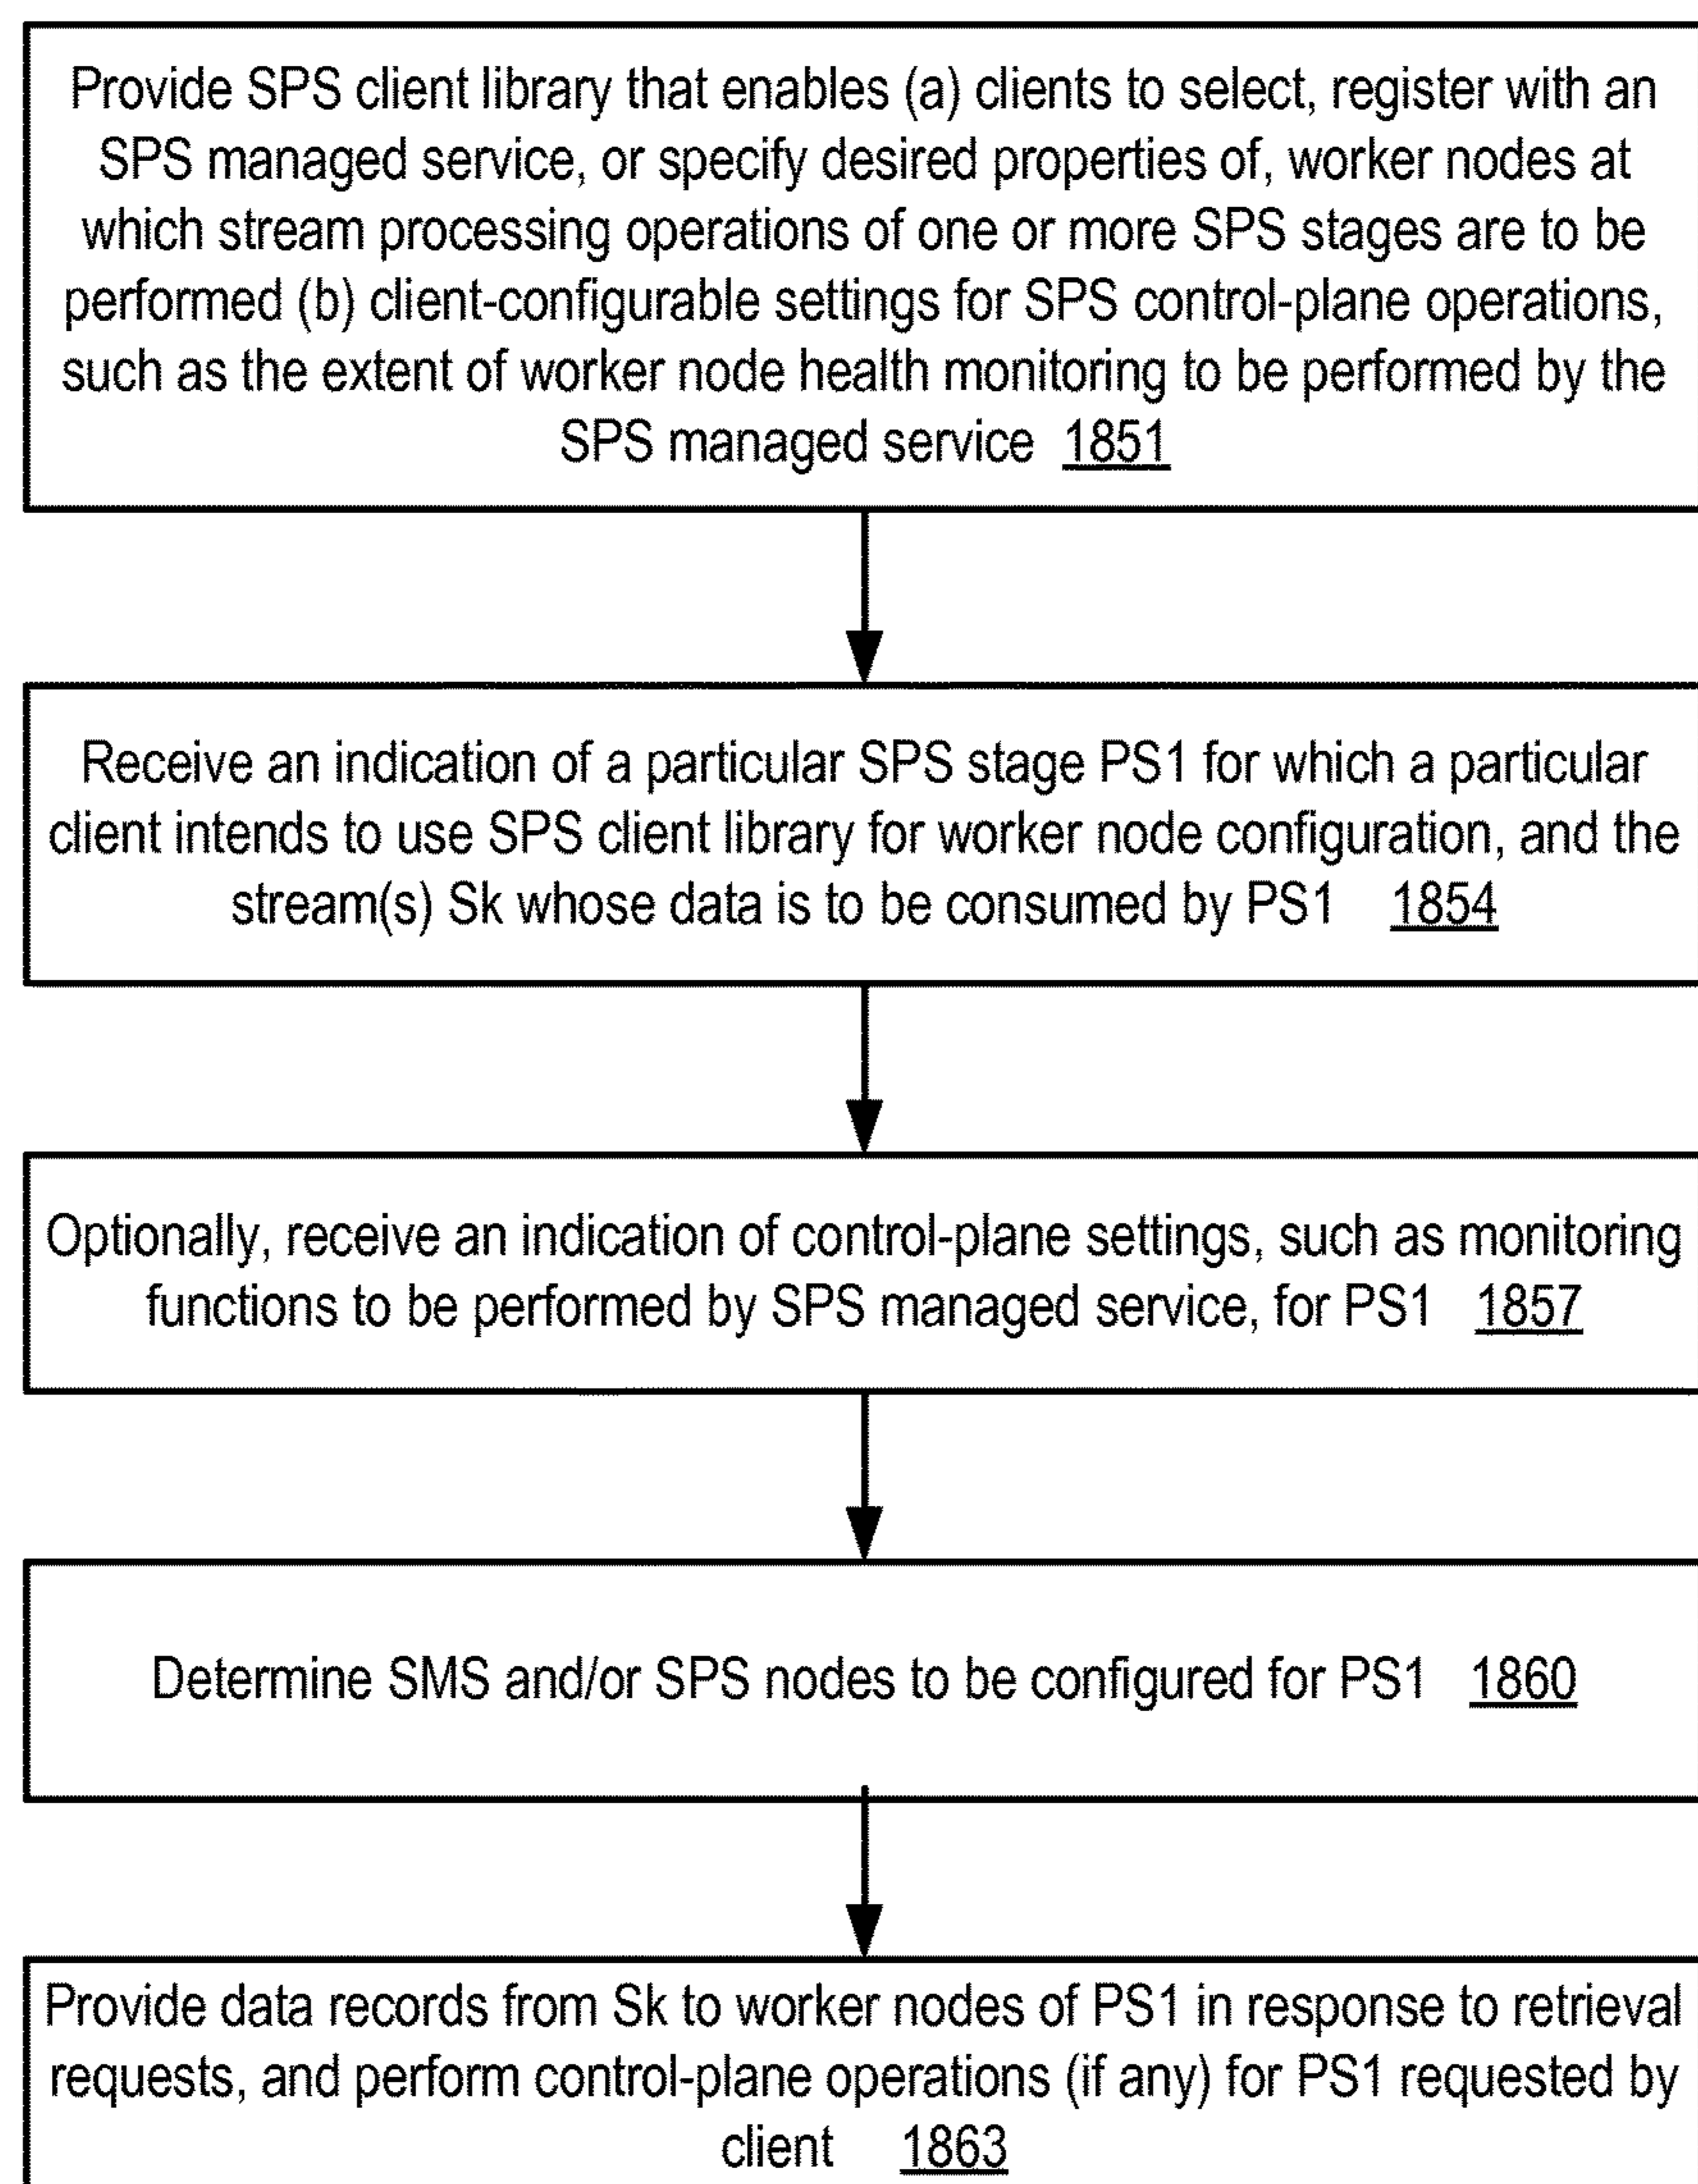 Provide SPS client library that enables (a) clients to select, register with an
SPS managed service, or specify desired properties of, worker nodes at
which stream processing operations of one or more SPS stages are to be
performed (b) client-configurable settings for SPS control-plane operations,
such as the extent of worker node health monitoring to be performed by the
SPS managed service 1851
Receive an indication of a particular SPS stage PS1 for which a particular
client intends to use SPS client library for worker node configuration, and the
stream(s) Sk whose data is to be consumed by PS1 1854
Optionally, receive an indication of control-plane settings, such as monitoring
functions to be performed by SPS managed service, for PS1 1857
Determine SMS and/or SPS nodes to be configured for PS1 1860
Provide data records from Sk to worker nodes of PS1 in response to retrieval
requests, and perform control-plane operations (if any) for PS1 requested by
client 1863